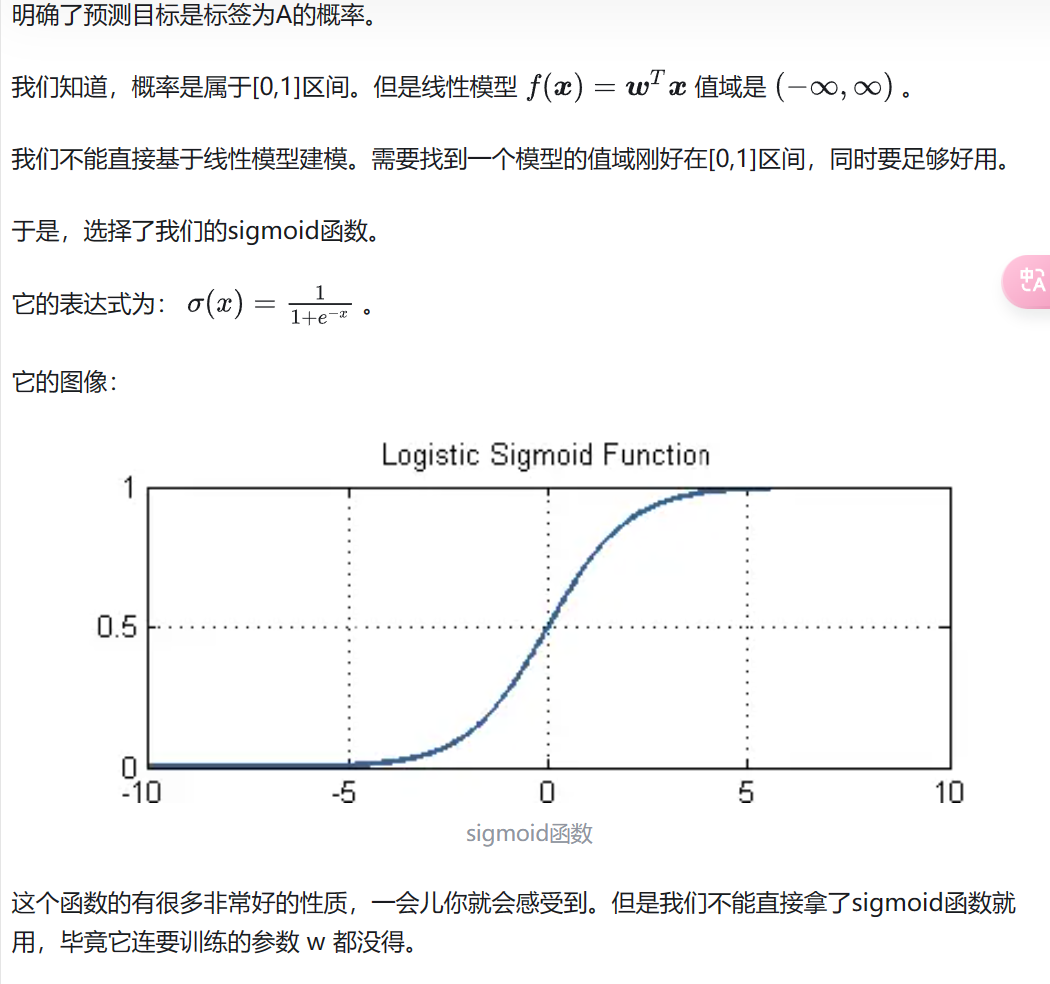 明确了预测目标是标签为A的概率。
我们知道，概率是属于[0,1]区间。但是线性模型 f(x) = w^T x 值域是 (−∞, ∞) 。
我们不能直接基于线性模型建模。需要找到一个模型的值域刚好在[0,1]区间，同时要足够好用。
于是，选择了我们的sigmoid函数。
中A
它的表达式为： σ(x) = 1/(1+e^{−x}) 。
它的图像：
Logistic Sigmoid Function
1
0.5
0
-10 -5 0 5 10
sigmoid函数
这个函数的有很多非常好的性质，一会儿你就会感受到。但是我们不能直接拿了sigmoid函数就
用，毕竟它连要训练的参数 w 都没得。